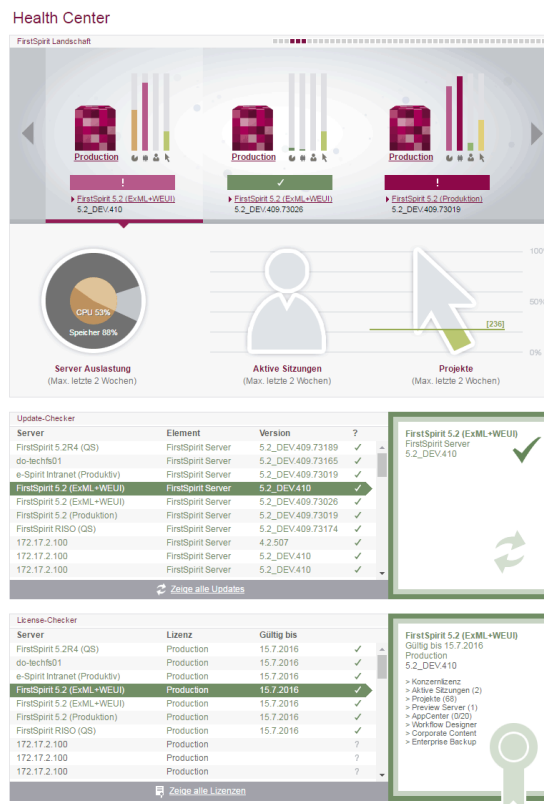 Health Center
FirstSpirit Landschaft
Production
Production
Production
!
✓
!
FirstSpirit 5.2 (ExML+WEUI)
5.2_DEV.410
FirstSpirit 5.2 (ExML+WEUI)
5.2_DEV.409.73026
FirstSpirit 5.2 (Produktion)
5.2_DEV.409.73019
CPU 53%
Speicher 88%
100%
50%
[236]
0%
Server Auslastung
(Max. letzte 2 Wochen)
Aktive Sitzungen
(Max. letzte 2 Wochen)
Projekte
(Max. letzte 2 Wochen)
Update-Checker
Server Element Version ?
FirstSpirit 5.2R4 (QS) FirstSpirit Server 5.2_DEV.409.73189 ✓
do-techfs01 FirstSpirit Server 5.2_DEV.409.73165 ✓
e-Spirit Intranet (Produktiv) FirstSpirit Server 5.2_DEV.409.73019 ✓
FirstSpirit 5.2 (ExML+WEUI) FirstSpirit Server 5.2_DEV.410 ✓
FirstSpirit 5.2 (ExML+WEUI) FirstSpirit Server 5.2_DEV.409.73026 ✓
FirstSpirit 5.2 (Produktion) FirstSpirit Server 5.2_DEV.409.73019 ✓
FirstSpirit RISO (QS) FirstSpirit Server 5.2_DEV.409.73174 ✓
172.17.2.100 FirstSpirit Server 4.2.507 ✓
172.17.2.100 FirstSpirit Server 5.2_DEV.410 ✓
172.17.2.100 FirstSpirit Server 5.2_DEV.410 ✓
Zeige alle Updates
FirstSpirit 5.2 (ExML+WEUI)
FirstSpirit Server
5.2_DEV.410
License-Checker
Server Lizenz Gültig bis
FirstSpirit 5.2R4 (QS) Production 15.7.2016 ✓
do-techfs01 Production 15.7.2016 ✓
e-Spirit Intranet (Produktiv) Production 15.7.2016 ✓
FirstSpirit 5.2 (ExML+WEUI) Production 15.7.2016 ✓
FirstSpirit 5.2 (ExML+WEUI) Production 15.7.2016 ✓
FirstSpirit 5.2 (Produktion) Production 15.7.2016 ✓
FirstSpirit RISO (QS) Production 15.7.2016 ✓
172.17.2.100 Production ?
172.17.2.100 Production ?
172.17.2.100 Production ?
Zeige alle Lizenzen
FirstSpirit 5.2 (ExML+WEUI)
Gültig bis 15.7.2016
Production
5.2_DEV.410
> Konzernlizenz
> Aktive Sitzungen (2)
> Projekte (68)
> Preview Server (1)
> AppCenter (0/20)
> Workflow Designer
> Corporate Content
> Enterprise Backup